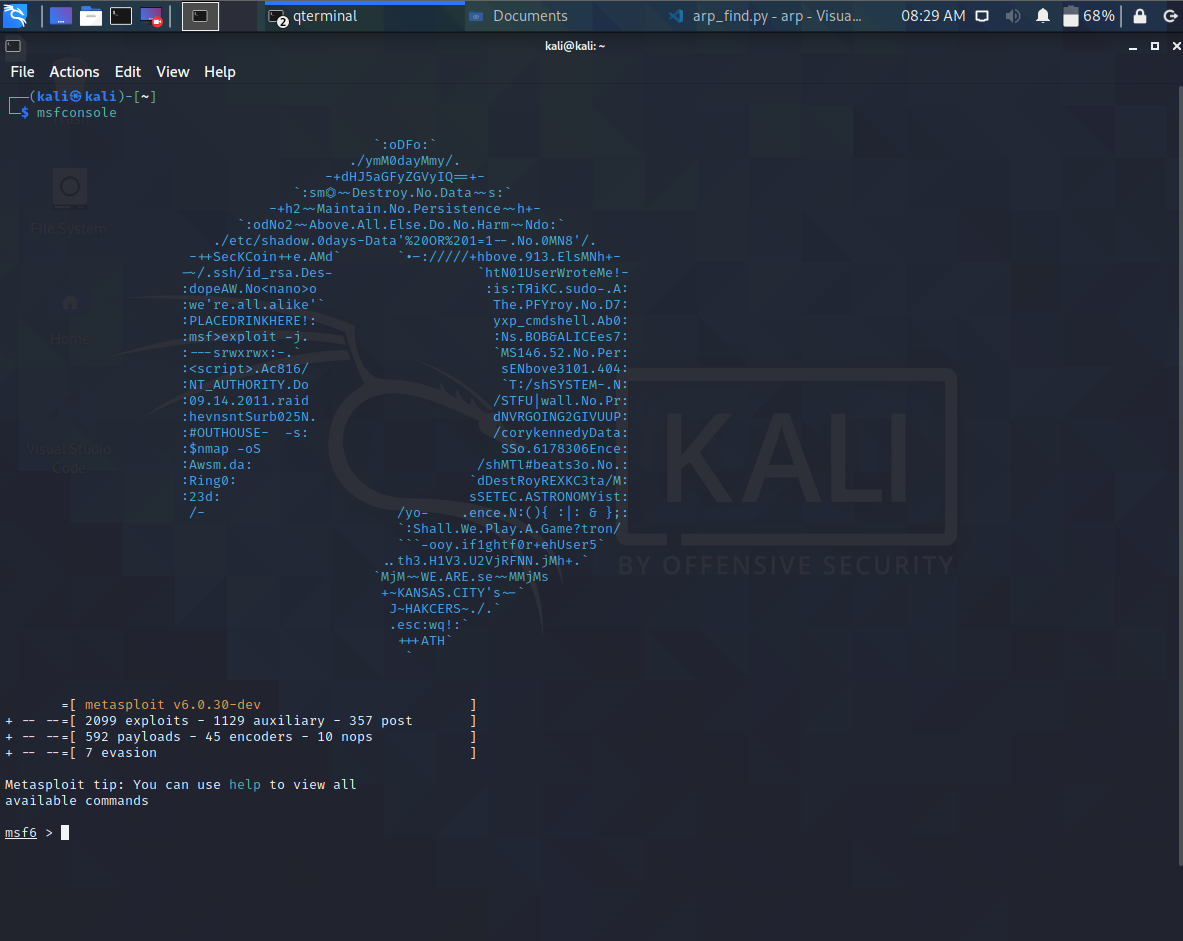 qterminal
2
Documents
arp_find.py - arp - Visua...
08:29 AM
68%
kali@kali: ~
File Actions Edit View Help
┌──(kali㉿kali)-[~]
└─$ msfconsole
`:oDFo:`
./ymM0dayMmy/.
-+dHJ5aGFyZGVyIQ==+-
`:sm⏣~~Destroy.No.Data~~s:`
-+h2~~Maintain.No.Persistence~~h+-
`:odNo2~~Above.All.Else.Do.No.Harm~~Ndo:`
./etc/shadow.0days-Data'%20OR%201=1--.No.0MN8'/.
-++SecKCoin++e.AMd` `•-://///+hbove.913.ElsMNh+-
-~/.ssh/id_rsa.Des- `htN01UserWroteMe!-
:dopeAW.No<nano>o :is:TЯiKC.sudo-.A:
:we're.all.alike'` The.PFYroy.No.D7:
:PLACEDRINKHERE!: yxp_cmdshell.Ab0:
:msf>exploit -j. :Ns.BOB&ALICEes7:
:---srwxrwx:-.` `MS146.52.No.Per:
:<script>.Ac816/ sENbove3101.404:
:NT_AUTHORITY.Do `T:/shSYSTEM-.N:
:09.14.2011.raid /STFU|wall.No.Pr:
:hevnsntSurb025N. dNVRGOING2GIVUUP:
:#OUTHOUSE- -s: /corykennedyData:
:$nmap -oS SSo.6178306Ence:
:Awsm.da: /shMTl#beats3o.No.:
:Ring0: `dDestRoyREXKC3ta/M:
:23d: sSETEC.ASTRONOMYist:
/- /yo- .ence.N:(){ :|: & };:
`:Shall.We.Play.A.Game?tron/
```-ooy.if1ghtf0r+ehUser5`
..th3.H1V3.U2VjRFNN.jMh+.`
`MjM~~WE.ARE.se~~MMjMs
+~KANSAS.CITY's~-`
J~HAKCERS~./.`
.esc:wq!:`
+++ATH`
`
=[ metasploit v6.0.30-dev ]
+ -- --=[ 2099 exploits - 1129 auxiliary - 357 post ]
+ -- --=[ 592 payloads - 45 encoders - 10 nops ]
+ -- --=[ 7 evasion ]
Metasploit tip: You can use help to view all
available commands
msf6 >
File System
Home
Visual Studio
Code
KALI
BY OFFENSIVE SECURITY